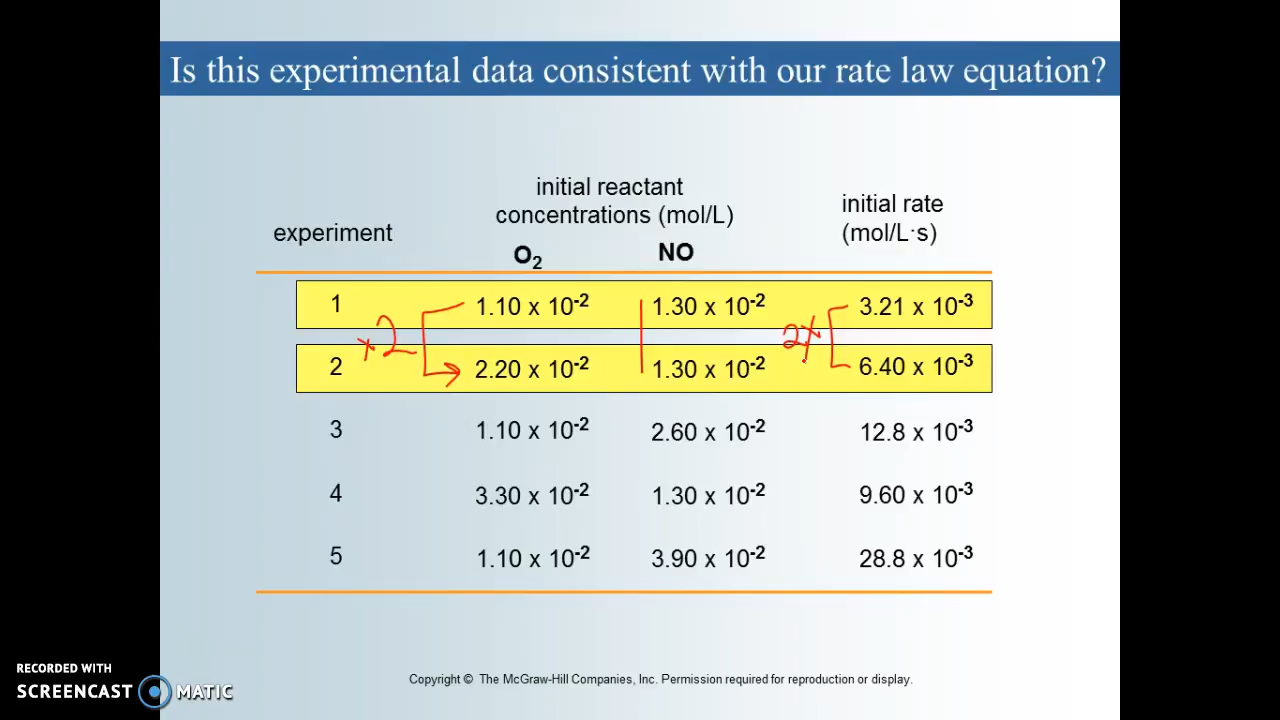 Is this experimental data consistent with our rate law equation?
initial reactant
concentrations (mol/L)
initial rate
(mol/L·s)
experiment
O₂
NO
1 1.10 x 10⁻² 1.30 x 10⁻² 3.21 x 10⁻³
x2
2x
2 2.20 x 10⁻² 1.30 x 10⁻² 6.40 x 10⁻³
3 1.10 x 10⁻² 2.60 x 10⁻² 12.8 x 10⁻³
4 3.30 x 10⁻² 1.30 x 10⁻² 9.60 x 10⁻³
5 1.10 x 10⁻² 3.90 x 10⁻² 28.8 x 10⁻³
Copyright © The McGraw-Hill Companies, Inc. Permission required for reproduction or display.
RECORDED WITH
SCREENCAST MATIC